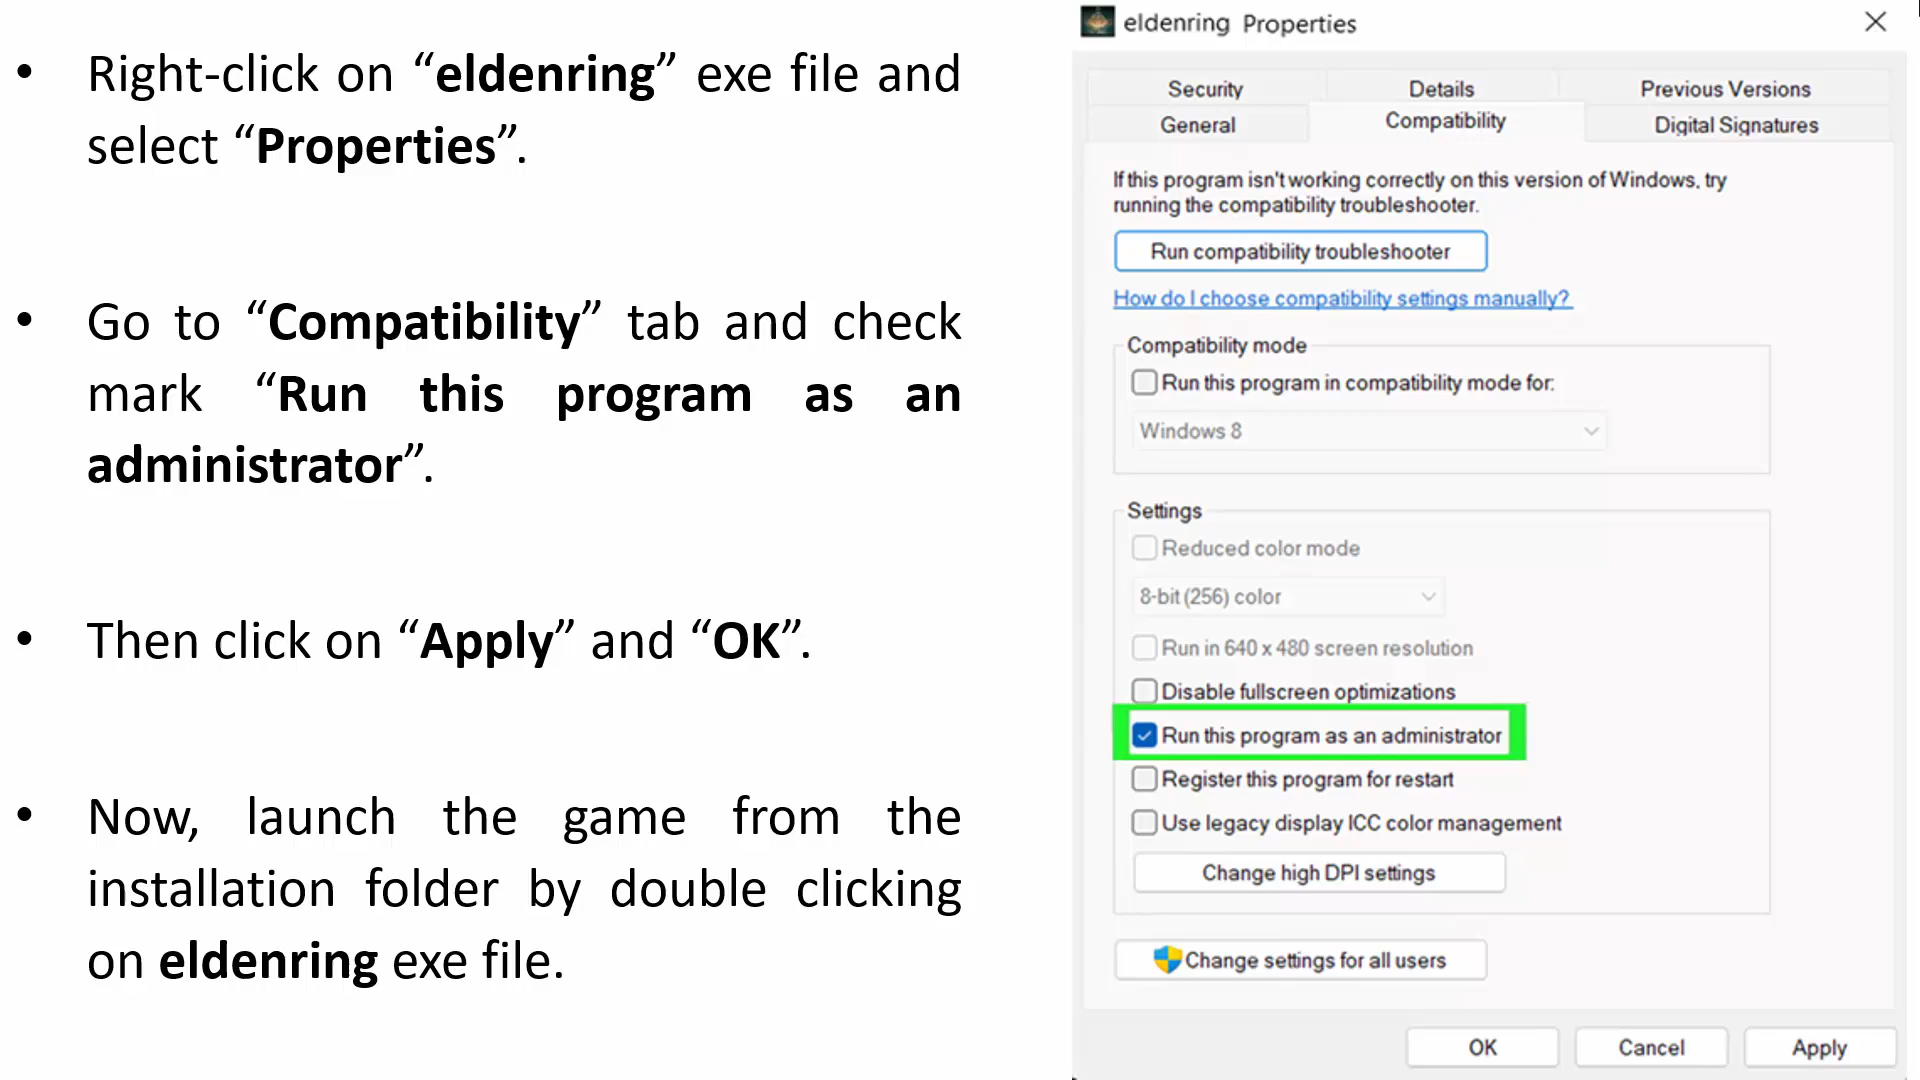 • Right-click on “eldenring” exe file and
select “Properties”.
• Go to “Compatibility” tab and check
mark “Run this program as an
administrator”.
• Then click on “Apply” and “OK”.
• Now, launch the game from the
installation folder by double clicking
on eldenring exe file.
eldenring Properties
Security Details Previous Versions
General Compatibility Digital Signatures
If this program isn't working correctly on this version of Windows, try
running the compatibility troubleshooter.
Run compatibility troubleshooter
How do I choose compatibility settings manually?
Compatibility mode
Run this program in compatibility mode for:
Windows 8
Settings
Reduced color mode
8-bit (256) color
Run in 640 x 480 screen resolution
Disable fullscreen optimizations
Run this program as an administrator
Register this program for restart
Use legacy display ICC color management
Change high DPI settings
Change settings for all users
OK Cancel Apply